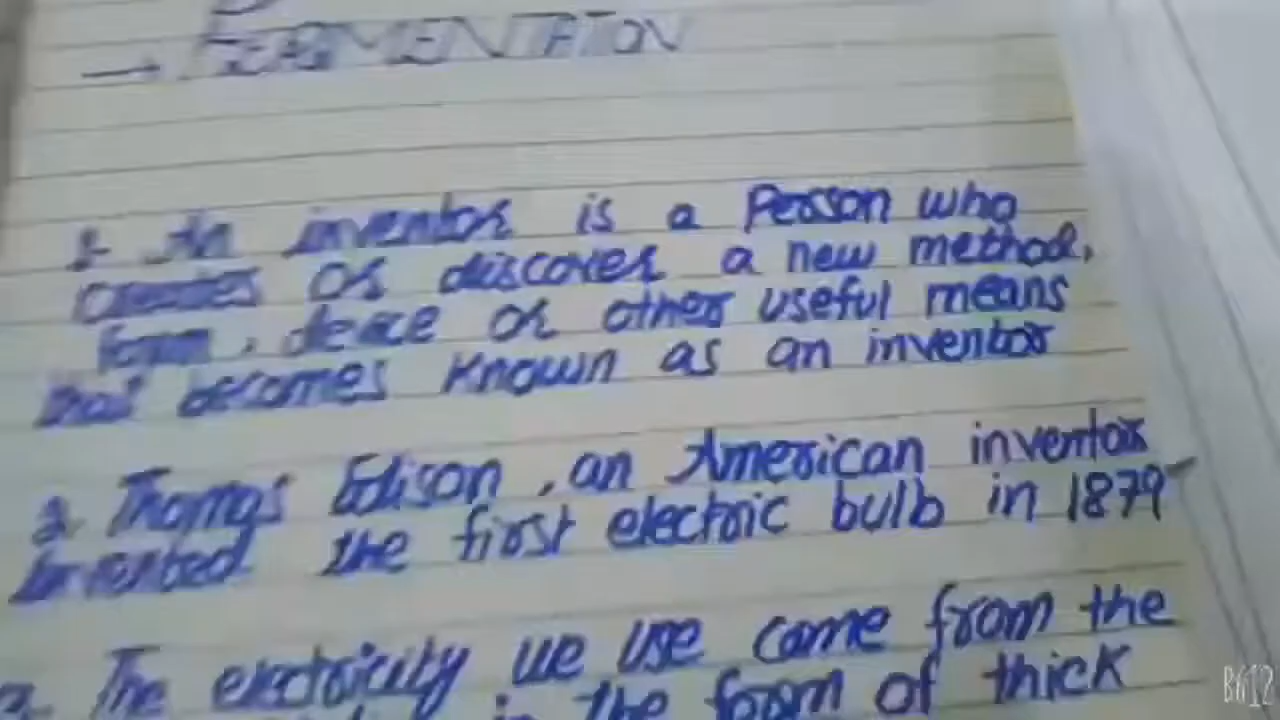 → FERMENTATION
1- An inventor is a Person who
creates or discover a new method,
form, device or other useful means
that becomes known as an inventor
2. Thomas Edison, an American inventor
invented the first electric bulb in 1879
The electricity we use come from the
in the form of thick
B612